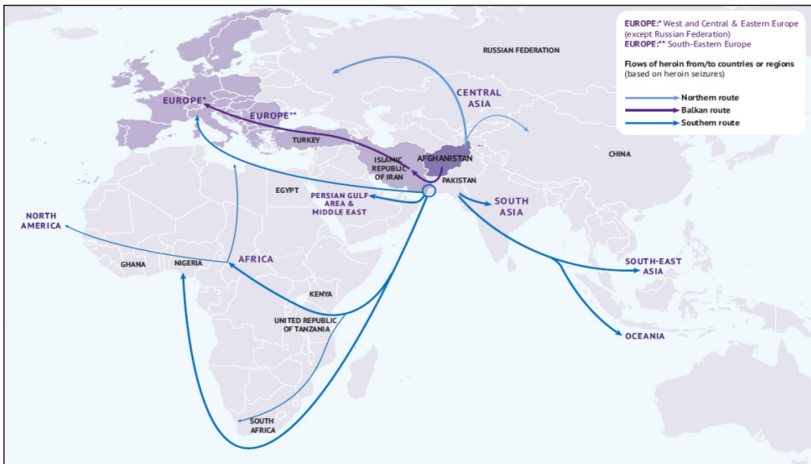 EUROPE:* West and Central & Eastern Europe
(except Russian Federation)
EUROPE:** South-Eastern Europe
Flows of heroin from/to countries or regions
(based on heroin seizures)
Northern route
Balkan route
Southern route
RUSSIAN FEDERATION
CENTRAL
ASIA
EUROPE*
EUROPE**
TURKEY
AFGHANISTAN
CHINA
ISLAMIC
REPUBLIC
OF IRAN
PAKISTAN
EGYPT
PERSIAN GULF
AREA &
MIDDLE EAST
SOUTH
ASIA
NORTH
AMERICA
GHANA
NIGERIA
AFRICA
SOUTH-EAST
ASIA
KENYA
UNITED REPUBLIC
OF TANZANIA
OCEANIA
SOUTH
AFRICA